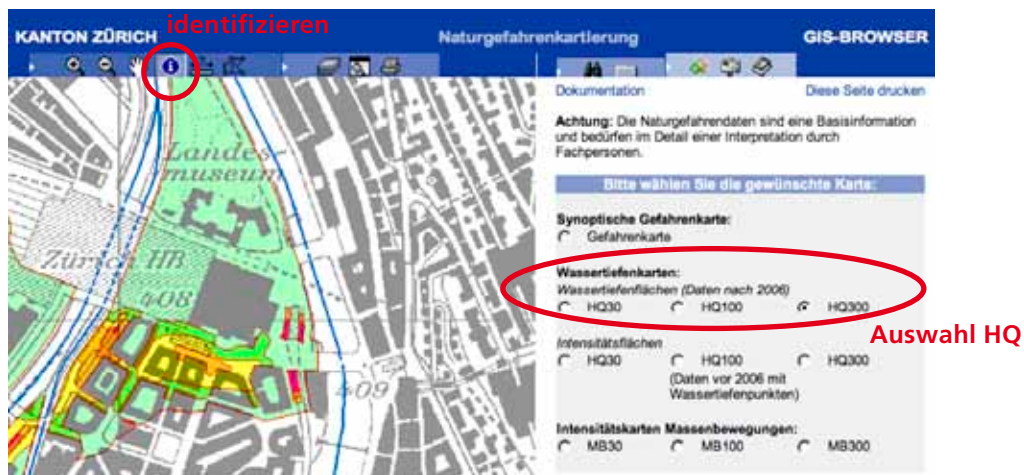 identifizieren
KANTON ZÜRICH
Naturgefahrenkartierung
GIS-BROWSER
Dokumentation
Diese Seite drucken
Achtung: Die Naturgefahrendaten sind eine Basisinformation
und bedürfen im Detail einer Interpretation durch
Fachpersonen.
Bitte wählen Sie die gewünschte Karte:
Synoptische Gefahrenkarte:
Gefahrenkarte
Wassertiefenkarten:
Wassertiefenflächen (Daten nach 2006)
HQ30 HQ100 HQ300
Auswahl HQ
Intensitätsflächen
HQ30 HQ100 HQ300
(Daten vor 2006 mit
Wassertiefenpunkten)
Intensitätskarten Massenbewegungen:
MB30 MB100 MB300
Landes-
museum
Zürich HB
408
409